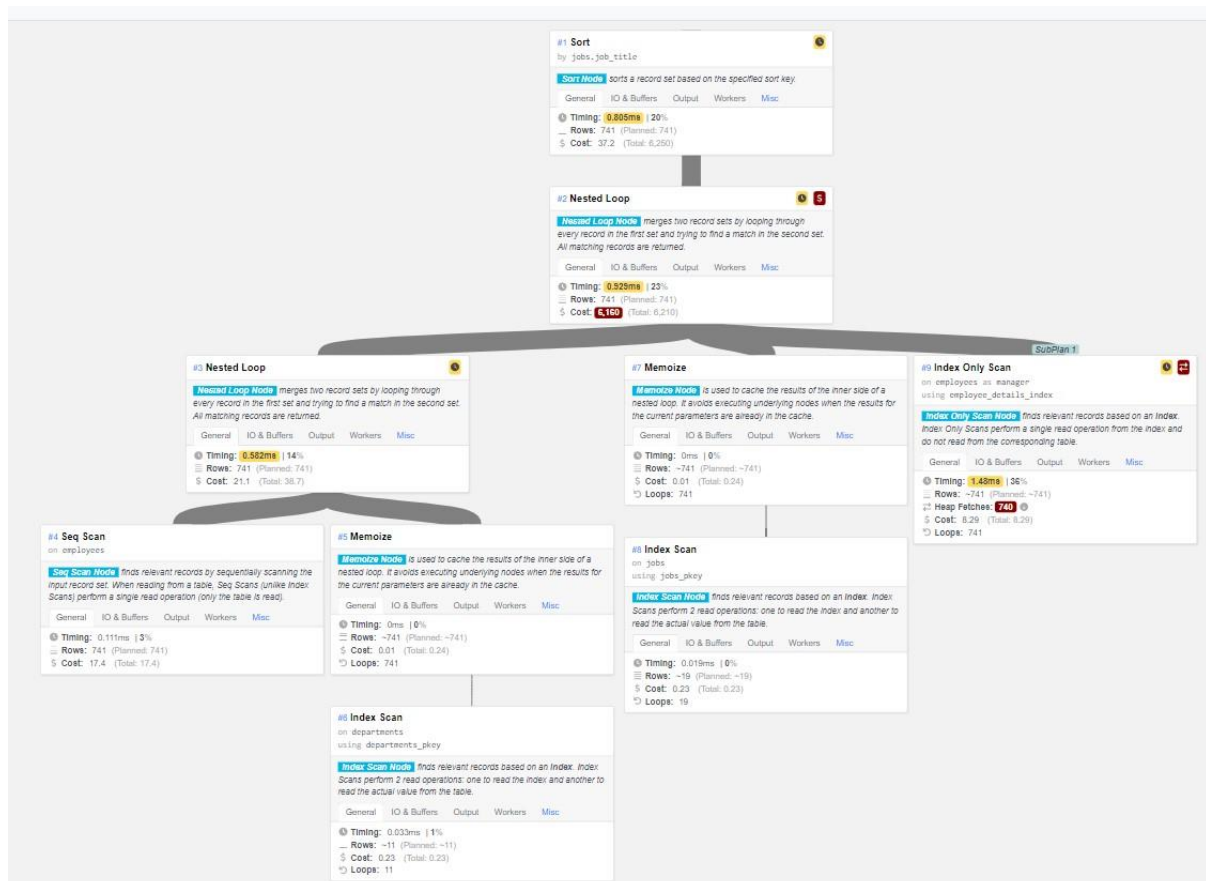 #1 Sort
by jobs.job_title
Sort Node sorts a record set based on the specified sort key.
General IO & Buffers Output Workers Misc
Timing: 0.805ms | 20%
Rows: 741 (Planned: 741)
$ Cost: 37.2 (Total: 6,250)
#2 Nested Loop $
Nested Loop Node merges two record sets by looping through
every record in the first set and trying to find a match in the second set.
All matching records are returned.
General IO & Buffers Output Workers Misc
Timing: 0.925ms | 23%
Rows: 741 (Planned: 741)
$ Cost: 6,160 (Total: 6,210)
#3 Nested Loop
Nested Loop Node merges two record sets by looping through
every record in the first set and trying to find a match in the second set.
All matching records are returned.
General IO & Buffers Output Workers Misc
Timing: 0.582ms | 14%
Rows: 741 (Planned: 741)
$ Cost: 21.1 (Total: 38.7)
#7 Memoize
Memoize Node is used to cache the results of the inner side of a
nested loop. It avoids executing underlying nodes when the results for
the current parameters are already in the cache.
General IO & Buffers Output Workers Misc
Timing: 0ms | 0%
Rows: ~741 (Planned: ~741)
$ Cost: 0.01 (Total: 0.24)
Loops: 741
SubPlan 1
#9 Index Only Scan
on employees as manager
using employee_details_index
Index Only Scan Node finds relevant records based on an Index.
Index Only Scans perform a single read operation from the index and
do not read from the corresponding table.
General IO & Buffers Output Workers Misc
Timing: 1.48ms | 36%
Rows: ~741 (Planned: ~741)
Heap Fetches: 740
$ Cost: 8.29 (Total: 8.29)
Loops: 741
#4 Seq Scan
on employees
Seq Scan Node finds relevant records by sequentially scanning the
input record set. When reading from a table, Seq Scans (unlike Index
Scans) perform a single read operation (only the table is read).
General IO & Buffers Output Workers Misc
Timing: 0.111ms | 3%
Rows: 741 (Planned: 741)
$ Cost: 17.4 (Total: 17.4)
#5 Memoize
Memoize Node is used to cache the results of the inner side of a
nested loop. It avoids executing underlying nodes when the results for
the current parameters are already in the cache.
General IO & Buffers Output Workers Misc
Timing: 0ms | 0%
Rows: ~741 (Planned: ~741)
$ Cost: 0.01 (Total: 0.24)
Loops: 741
#8 Index Scan
on jobs
using jobs_pkey
Index Scan Node finds relevant records based on an Index. Index
Scans perform 2 read operations: one to read the index and another to
read the actual value from the table.
General IO & Buffers Output Workers Misc
Timing: 0.019ms | 0%
Rows: ~19 (Planned: ~19)
$ Cost: 0.23 (Total: 0.23)
Loops: 19
#6 Index Scan
on departments
using departments_pkey
Index Scan Node finds relevant records based on an Index. Index
Scans perform 2 read operations: one to read the index and another to
read the actual value from the table.
General IO & Buffers Output Workers Misc
Timing: 0.033ms | 1%
Rows: ~11 (Planned: ~11)
$ Cost: 0.23 (Total: 0.23)
Loops: 11